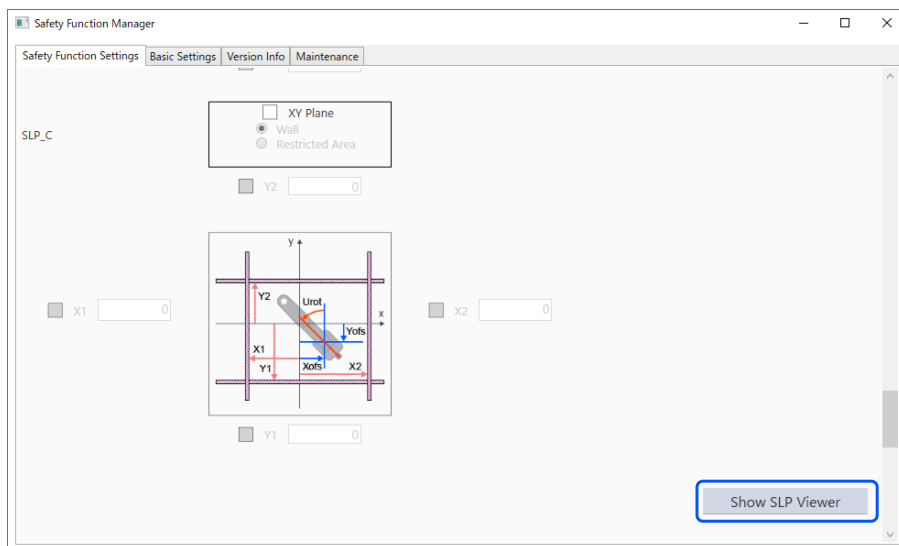 Safety Function Manager
Safety Function Settings Basic Settings Version Info Maintenance
XY Plane
SLP_C
Wall
Restricted Area
Y2 0
y
Y2 Urot
X1 0
x
X2 0
Yofs
X1
Y1 Xofs X2
Y1 0
Show SLP Viewer